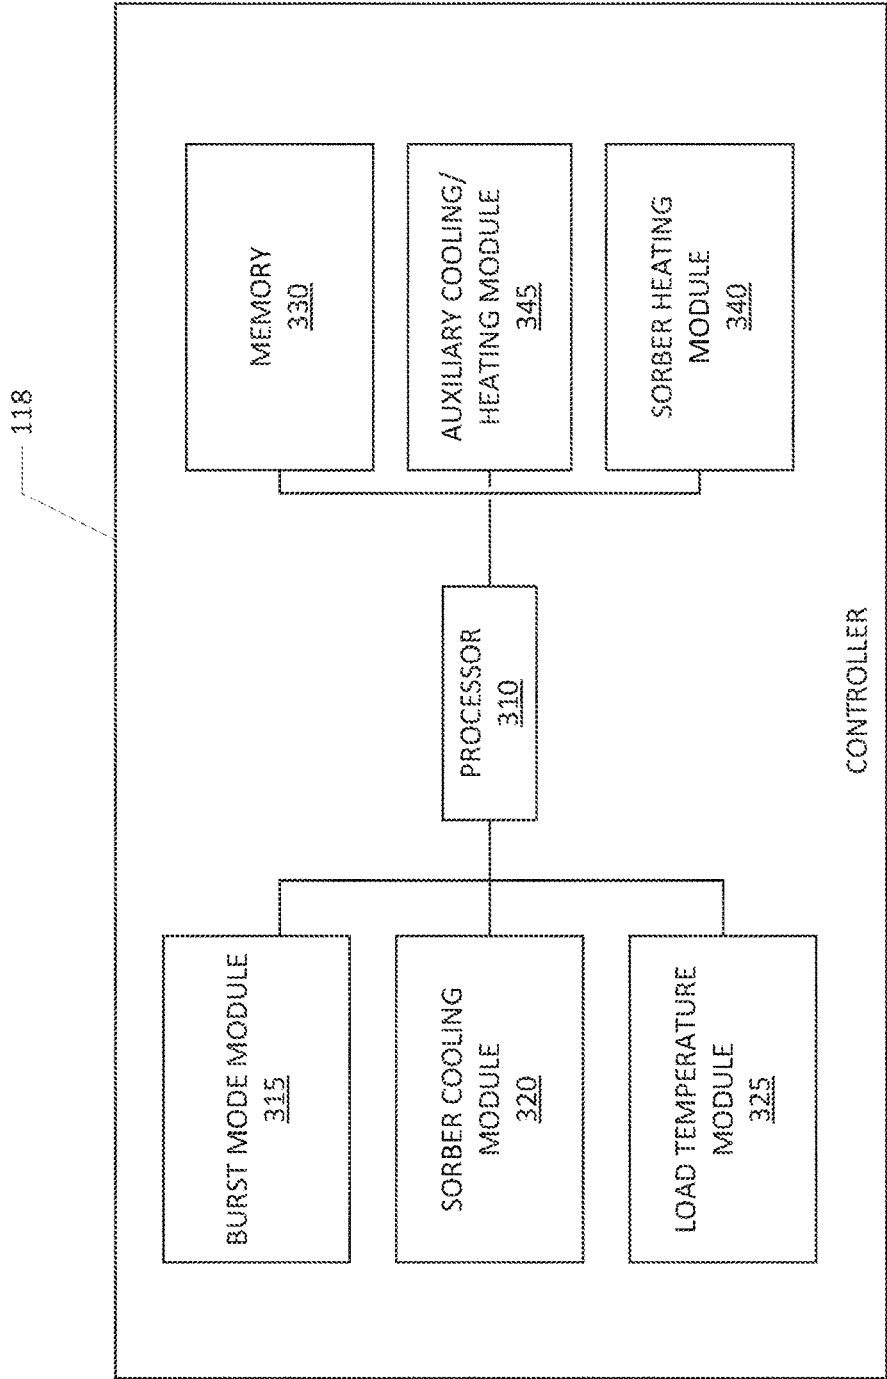 118
BURST MODE MODULE
315
SORBER COOLING
MODULE
320
LOAD TEMPERATURE
MODULE
325
PROCESSOR
310
MEMORY
330
AUXILIARY COOLING/
HEATING MODULE
345
SORBER HEATING
MODULE
340
CONTROLLER